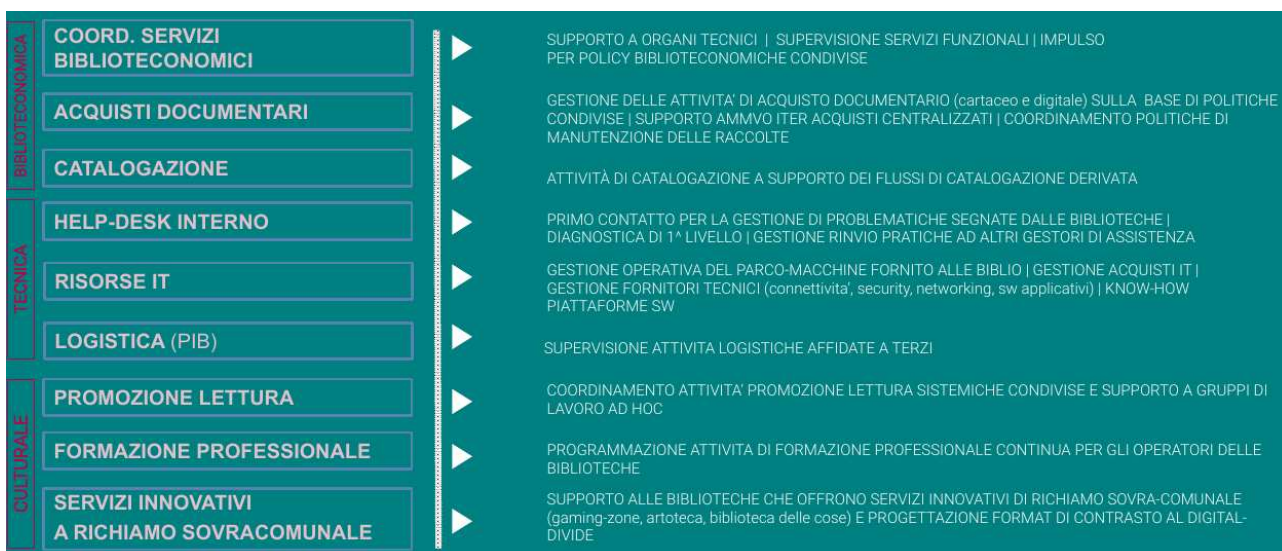 BIBLIOTECONOMICA
COORD. SERVIZI
BIBLIOTECONOMICI
SUPPORTO A ORGANI TECNICI | SUPERVISIONE SERVIZI FUNZIONALI | IMPULSO
PER POLICY BIBLIOTECONOMICHE CONDIVISE
ACQUISTI DOCUMENTARI
GESTIONE DELLE ATTIVITA' DI ACQUISTO DOCUMENTARIO (cartaceo e digitale) SULLA BASE DI POLITICHE
CONDIVISE | SUPPORTO AMMVO ITER ACQUISTI CENTRALIZZATI | COORDINAMENTO POLITICHE DI
MANUTENZIONE DELLE RACCOLTE
CATALOGAZIONE
ATTIVITÀ DI CATALOGAZIONE A SUPPORTO DEI FLUSSI DI CATALOGAZIONE DERIVATA
TECNICA
HELP-DESK INTERNO
PRIMO CONTATTO PER LA GESTIONE DI PROBLEMATICHE SEGNATE DALLE BIBLIOTECHE |
DIAGNOSTICA DI 1^ LIVELLO | GESTIONE RINVIO PRATICHE AD ALTRI GESTORI DI ASSISTENZA
RISORSE IT
GESTIONE OPERATIVA DEL PARCO-MACCHINE FORNITO ALLE BIBLIO | GESTIONE ACQUISTI IT |
GESTIONE FORNITORI TECNICI (connettivita', security, networking, sw applicativi) | KNOW-HOW
PIATTAFORME SW
LOGISTICA (PIB)
SUPERVISIONE ATTIVITA LOGISTICHE AFFIDATE A TERZI
CULTURALE
PROMOZIONE LETTURA
COORDINAMENTO ATTIVITA' PROMOZIONE LETTURA SISTEMICHE CONDIVISE E SUPPORTO A GRUPPI DI
LAVORO AD HOC
FORMAZIONE PROFESSIONALE
PROGRAMMAZIONE ATTIVITA DI FORMAZIONE PROFESSIONALE CONTINUA PER GLI OPERATORI DELLE
BIBLIOTECHE
SERVIZI INNOVATIVI
A RICHIAMO SOVRACOMUNALE
SUPPORTO ALLE BIBLIOTECHE CHE OFFRONO SERVIZI INNOVATIVI DI RICHIAMO SOVRA-COMUNALE
(gaming-zone, artoteca, biblioteca delle cose) E PROGETTAZIONE FORMAT DI CONTRASTO AL DIGITAL-
DIVIDE